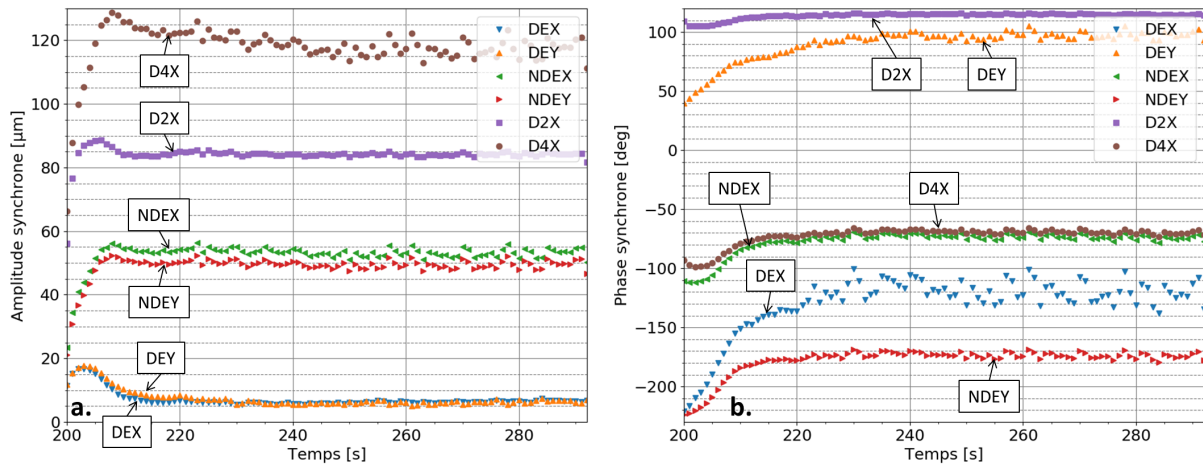 Amplitude synchrone [µm]
120
100
80
60
40
20
0
D4X
D2X
NDEX
NDEY
DEY
DEX
DEX
DEY
NDEX
NDEY
D2X
D4X
a.
200
220
240
260
280
Temps [s]
Phase synchrone [deg]
100
50
0
−50
−100
−150
−200
D2X
DEY
NDEX
D4X
DEX
NDEY
DEX
DEY
NDEX
NDEY
D2X
D4X
b.
200
220
240
260
280
Temps [s]